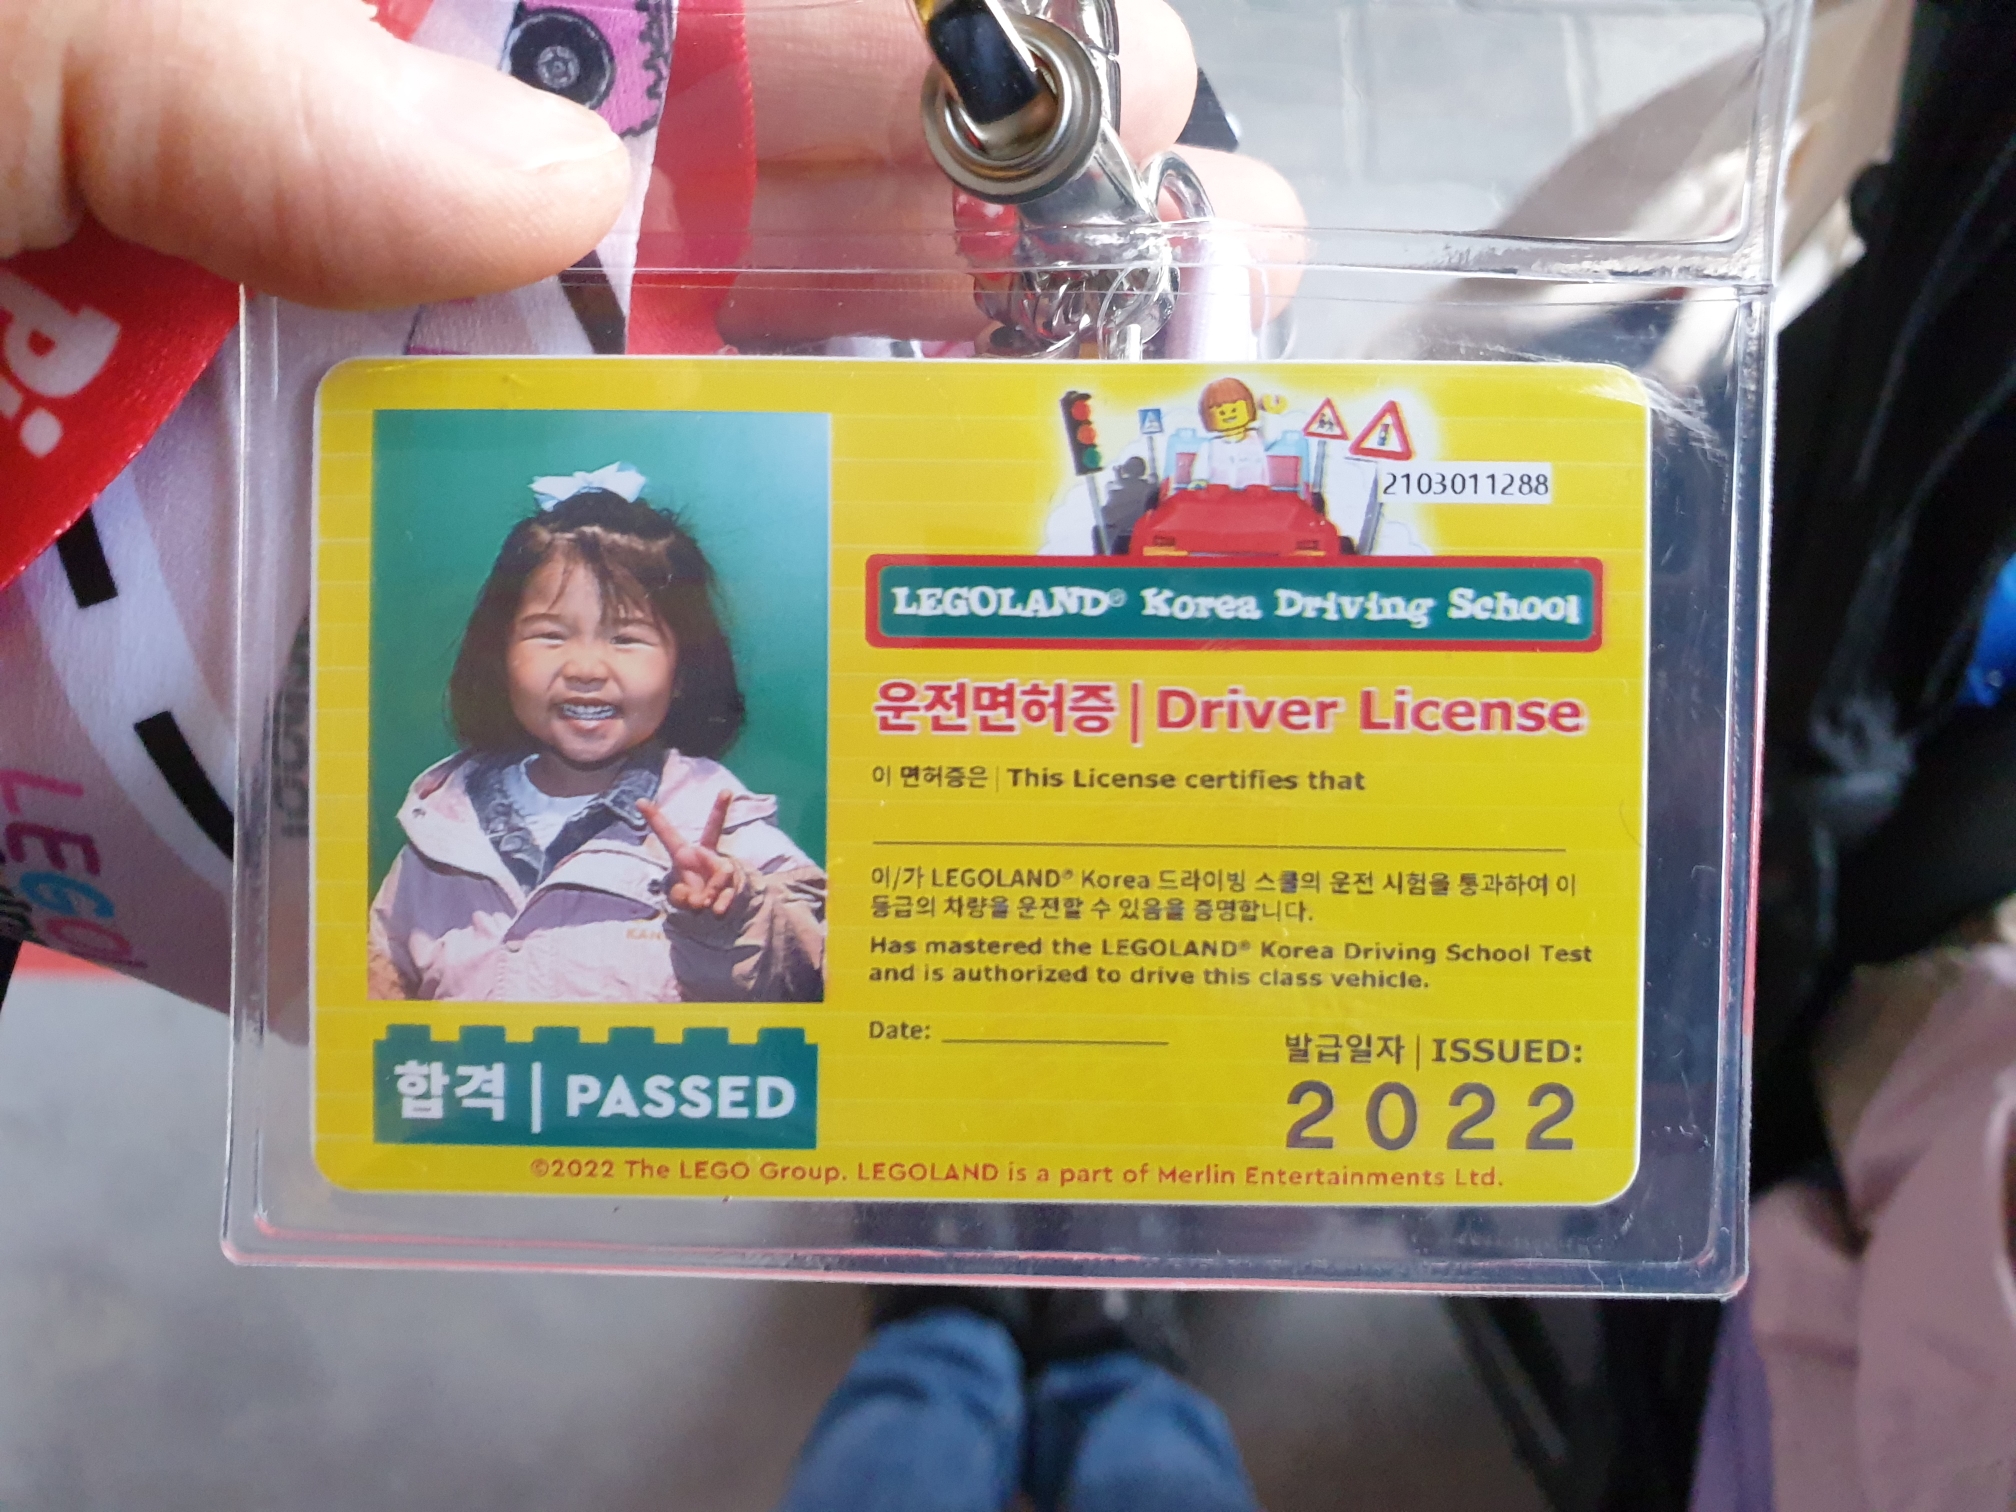 Pi
LEGO
2103011288
LEGOLAND® Korea Driving School
운전면허증 | Driver License
이 면허증은 | This License certifies that
이/가 LEGOLAND® Korea 드라이빙 스쿨의 운전 시험을 통과하여 이
등급의 차량을 운전할 수 있음을 증명합니다.
Has mastered the LEGOLAND® Korea Driving School Test
and is authorized to drive this class vehicle.
Date:
발급일자 | ISSUED:
2022
합격 | PASSED
©2022 The LEGO Group. LEGOLAND is a part of Merlin Entertainments Ltd.